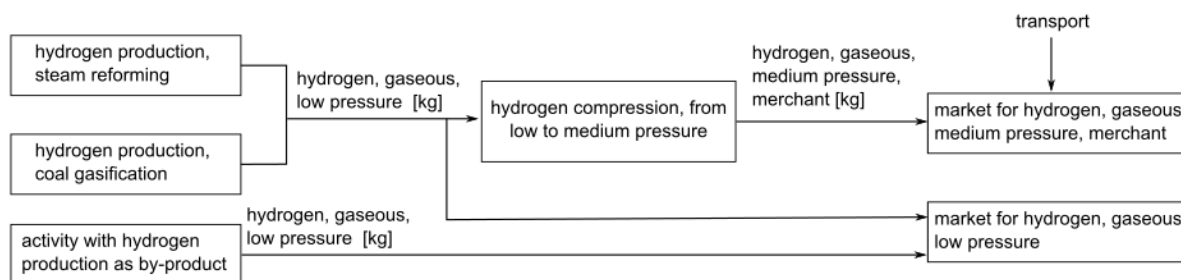 transport
hydrogen production,
steam reforming
hydrogen, gaseous,
low pressure [kg]
hydrogen, gaseous,
medium pressure,
merchant [kg]
hydrogen compression, from
low to medium pressure
market for hydrogen, gaseous
medium pressure, merchant
hydrogen production,
coal gasification
hydrogen, gaseous,
low pressure [kg]
activity with hydrogen
production as by-product
market for hydrogen, gaseous
low pressure